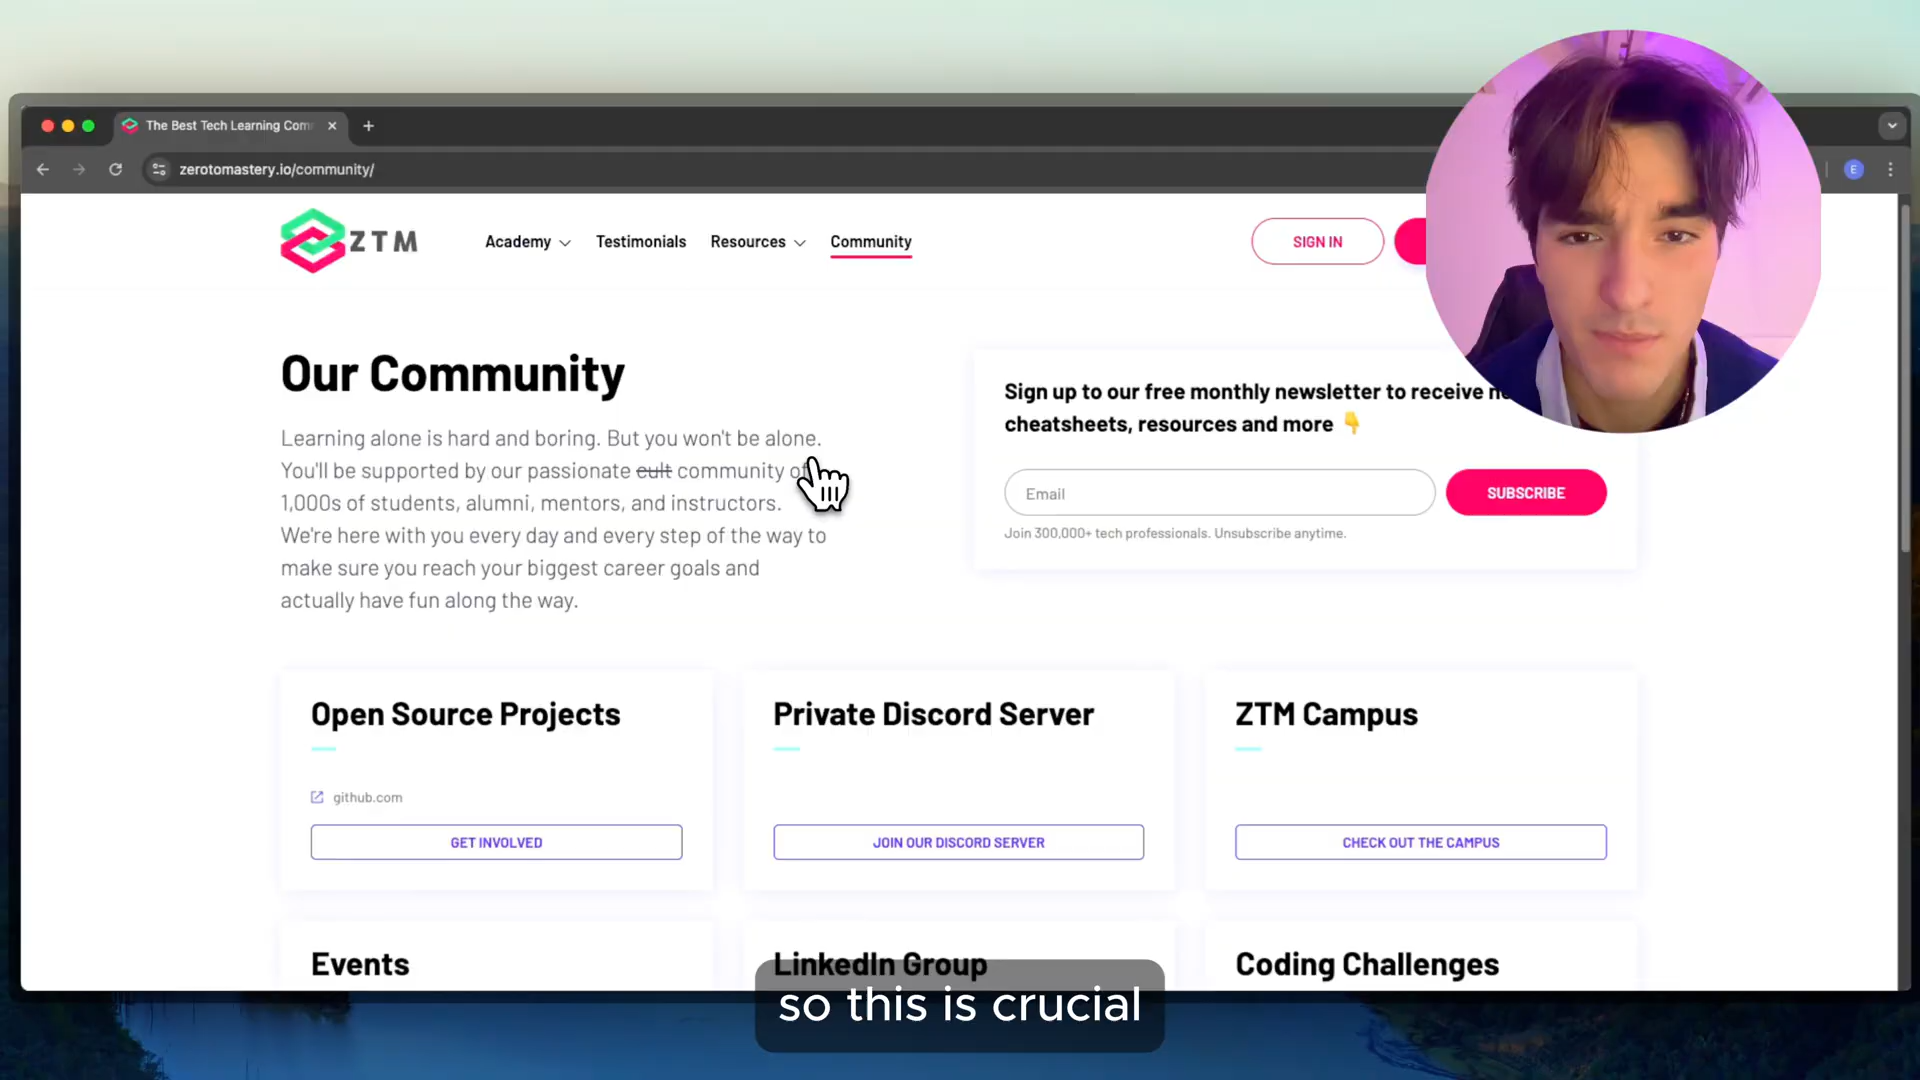 The Best Tech Learning Com
zerotomastery.io/community/
E
ZTM
Academy
Testimonials
Resources
Community
SIGN IN
Our Community
Learning alone is hard and boring. But you won't be alone.
You'll be supported by our passionate cult community of
1,000s of students, alumni, mentors, and instructors.
We're here with you every day and every step of the way to
make sure you reach your biggest career goals and
actually have fun along the way.
Sign up to our free monthly newsletter to receive
cheatsheets, resources and more 👇
Email
SUBSCRIBE
Join 300,000+ tech professionals. Unsubscribe anytime.
Open Source Projects
github.com
GET INVOLVED
Private Discord Server
JOIN OUR DISCORD SERVER
ZTM Campus
CHECK OUT THE CAMPUS
Events
LinkedIn Group
Coding Challenges
so this is crucial